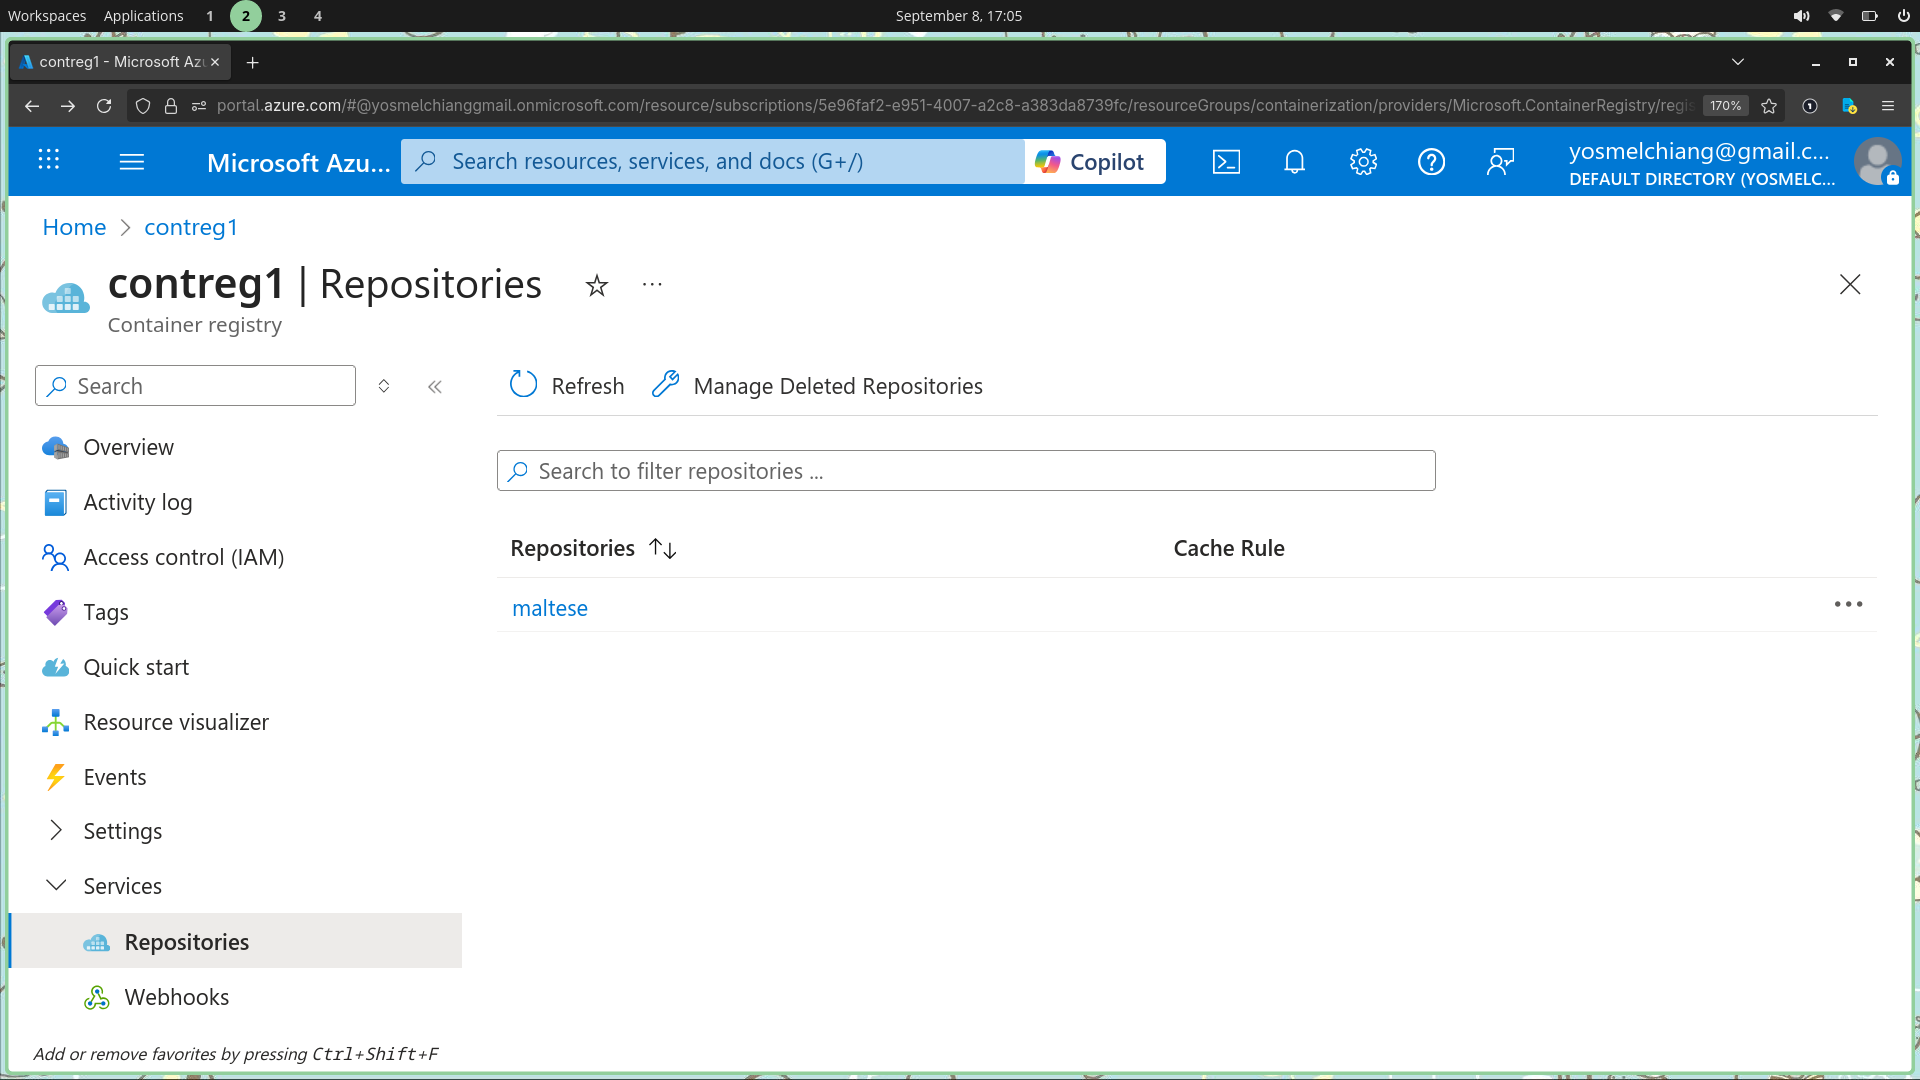 Workspaces Applications 1 2 3 4 September 8, 17:05
contreg1 - Microsoft Az
portal.azure.com/#@yosmelchianggmail.onmicrosoft.com/resource/subscriptions/5e96faf2-e951-4007-a2c8-a383da8739fc/resourceGroups/containerization/providers/Microsoft.ContainerRegistry/regis 170%
Microsoft Azu... Search resources, services, and docs (G+/) Copilot
yosmelchiang@gmail.c...
DEFAULT DIRECTORY (YOSMELC...
Home > contreg1
contreg1 | Repositories
Container registry
Search
Refresh Manage Deleted Repositories
Overview
Search to filter repositories ...
Activity log
Repositories Cache Rule
Access control (IAM)
maltese
Tags
Quick start
Resource visualizer
Events
Settings
Services
Repositories
Webhooks
Add or remove favorites by pressing Ctrl+Shift+F